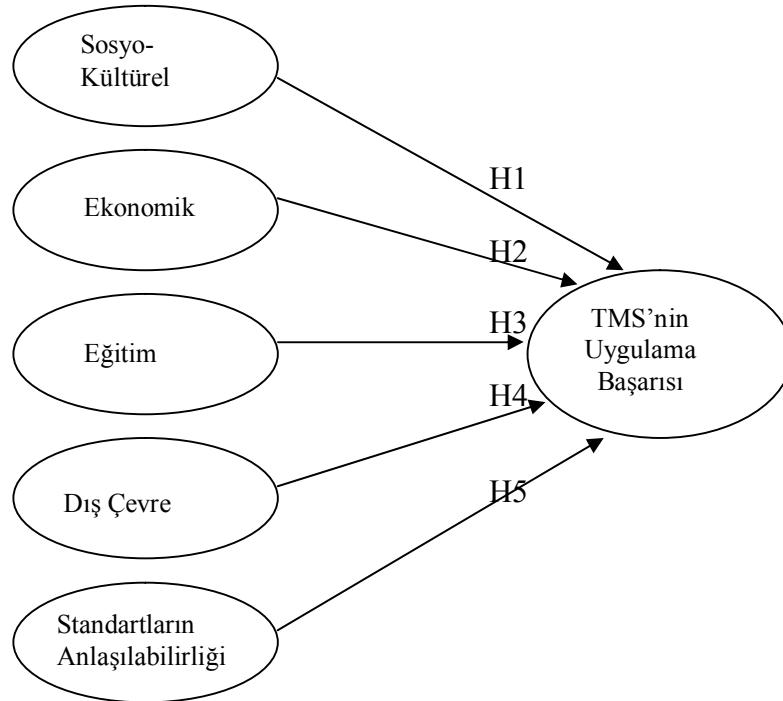 Sosyo-
Kültürel
H1
Ekonomik
H2
TMS’nin
Uygulama
Başarısı
H3
Eğitim
H4
Dış Çevre
H5
Standartların
Anlaşılabilirliği